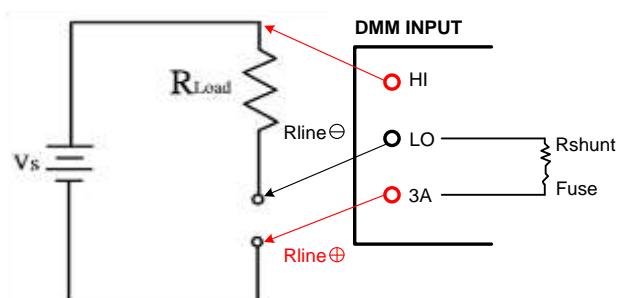 DMM INPUT
HI
RLoad
Rline⊖
LO
Rshunt
Vs
Fuse
3A
Rline⊕